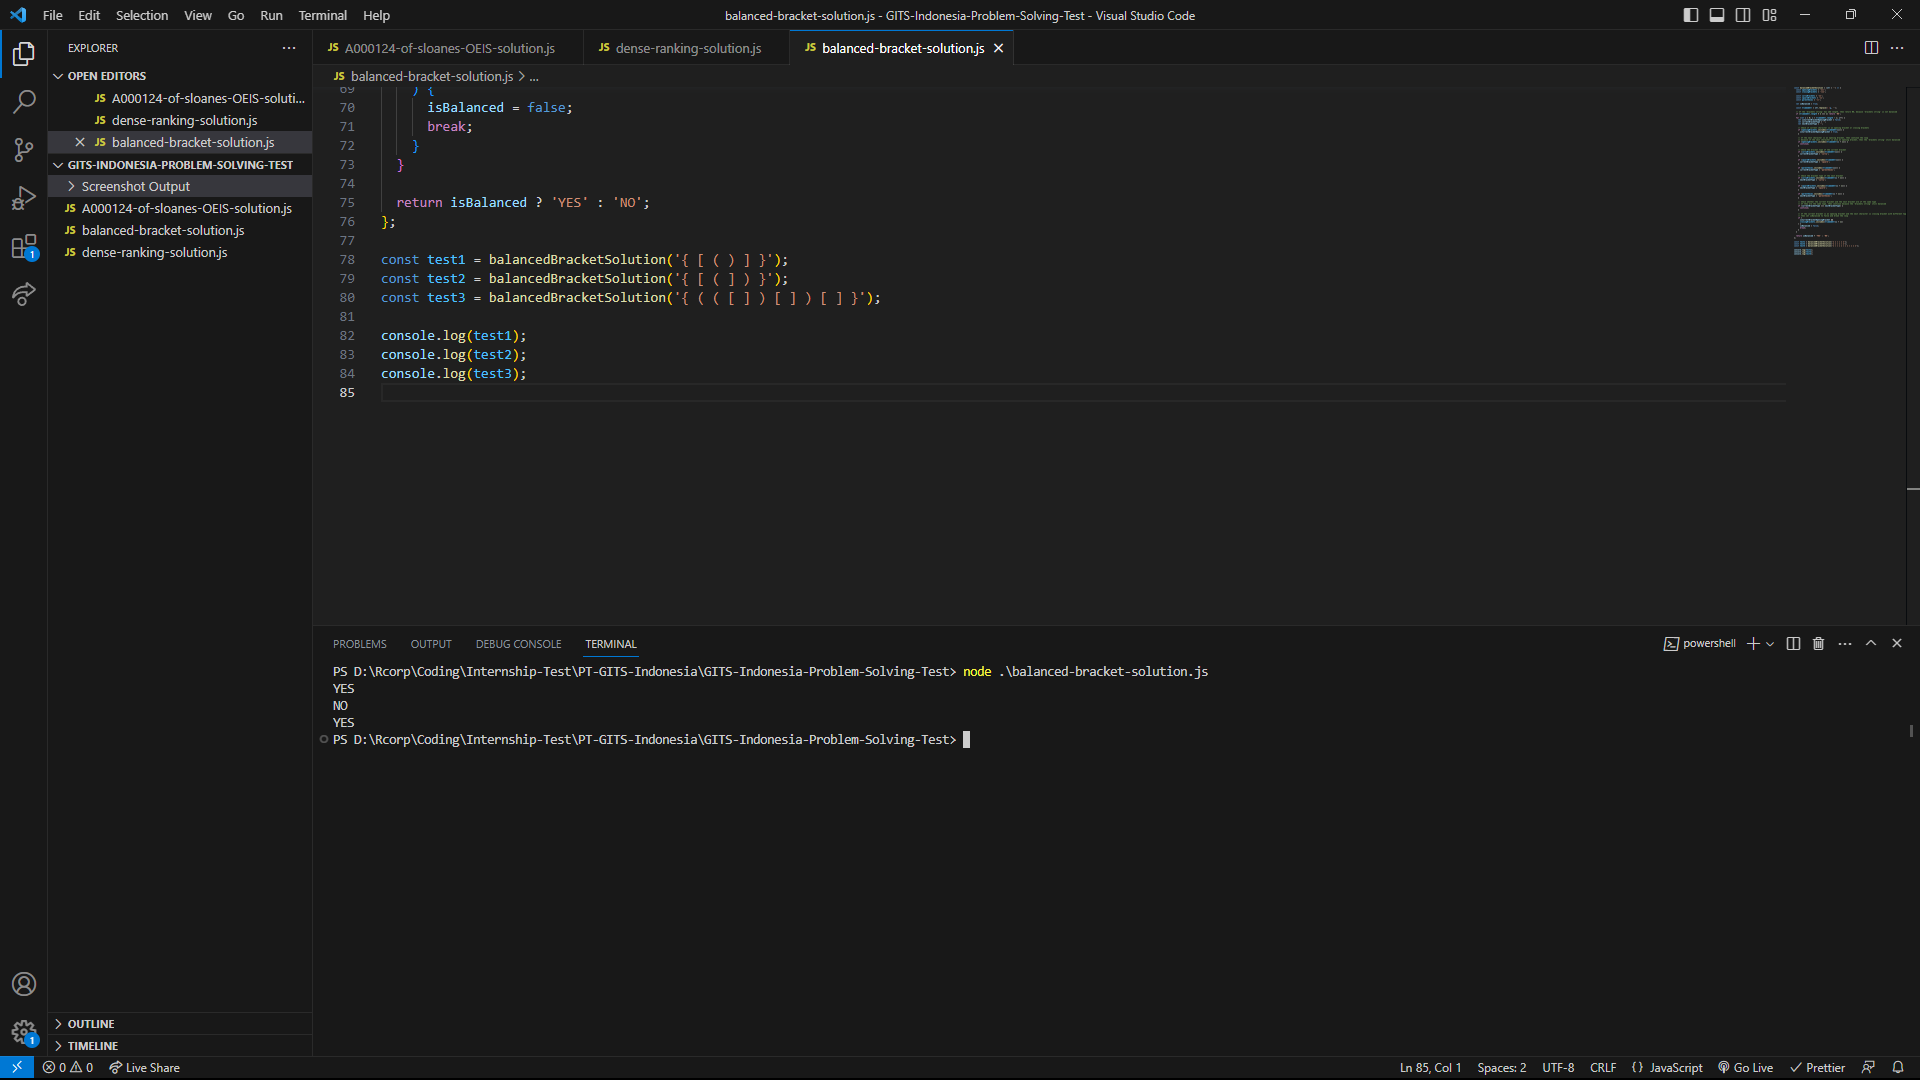 File Edit Selection View Go Run Terminal Help
balanced-bracket-solution.js - GITS-Indonesia-Problem-Solving-Test - Visual Studio Code
EXPLORER
OPEN EDITORS
JS A000124-of-sloanes-OEIS-soluti...
JS dense-ranking-solution.js
JS balanced-bracket-solution.js
GITS-INDONESIA-PROBLEM-SOLVING-TEST
Screenshot Output
JS A000124-of-sloanes-OEIS-solution.js
JS balanced-bracket-solution.js
JS dense-ranking-solution.js
OUTLINE
TIMELINE
1
1
JS A000124-of-sloanes-OEIS-solution.js JS dense-ranking-solution.js JS balanced-bracket-solution.js
JS balanced-bracket-solution.js > ...
69 ) {
70 isBalanced = false;
71 break;
72 }
73 }
74
75 return isBalanced ? 'YES' : 'NO';
76 };
77
78 const test1 = balancedBracketSolution('{ [ ( ) ] }');
79 const test2 = balancedBracketSolution('{ [ ( ] ) }');
80 const test3 = balancedBracketSolution('{ ( ( [ ] ) [ ] ) [ ] }');
81
82 console.log(test1);
83 console.log(test2);
84 console.log(test3);
85
PROBLEMS OUTPUT DEBUG CONSOLE TERMINAL
powershell
PS D:\Rcorp\Coding\Internship-Test\PT-GITS-Indonesia\GITS-Indonesia-Problem-Solving-Test> node .\balanced-bracket-solution.js
YES
NO
YES
PS D:\Rcorp\Coding\Internship-Test\PT-GITS-Indonesia\GITS-Indonesia-Problem-Solving-Test>
0 0 Live Share
Ln 85, Col 1 Spaces: 2 UTF-8 CRLF {} JavaScript Go Live Prettier